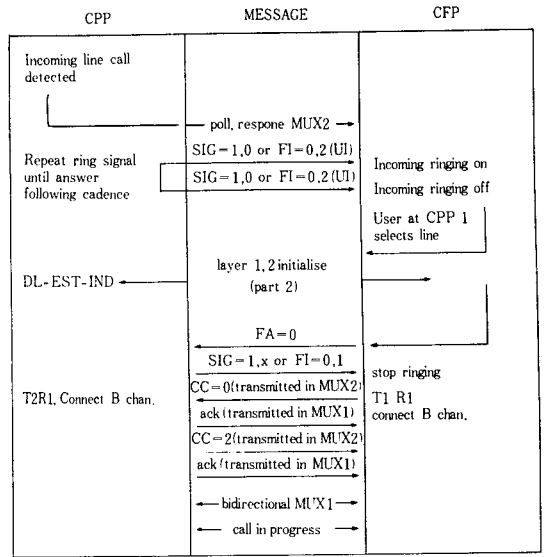 CPP MESSAGE CFP
Incoming line call
detected
poll, respone MUX2
SIG=1,0 or FI=0,2(UI)
Repeat ring signal
until answer
following cadence
Incoming ringing on
SIG=1,0 or FI=0,2(UI)
Incoming ringing off
User at CPP 1
selects line
layer 1,2 initialise
(part 2)
DL-EST-IND
FA=0
SIG=1,x or FI=0,1
stop ringing
CC=0(transmitted in MUX2)
T2R1, Connect B chan.
T1 R1
connect B chan.
ack(transmitted in MUX1)
CC=2(transmitted in MUX2)
ack(transmitted in MUX1)
bidirectional MUX1
call in progress